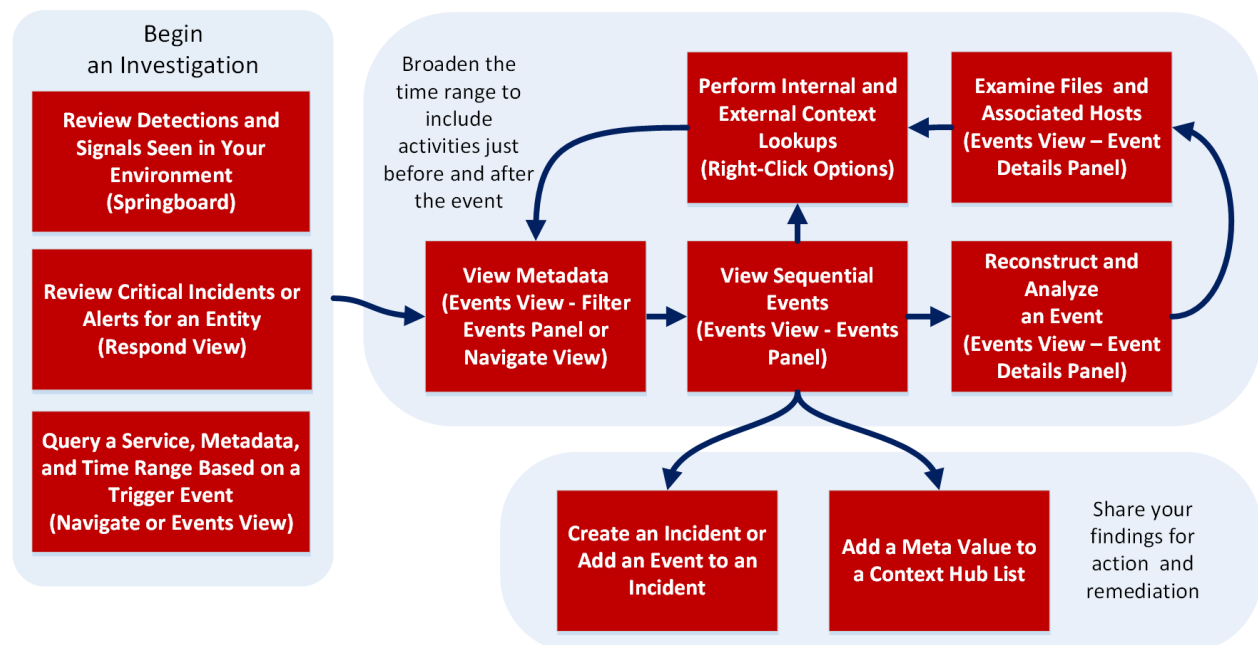 Begin
an Investigation
Review Detections and
Signals Seen in Your
Environment
(Springboard)
Review Critical Incidents or
Alerts for an Entity
(Respond View)
Query a Service, Metadata,
and Time Range Based on a
Trigger Event
(Navigate or Events View)
Broaden the
time range to
include
activities just
before and after
the event
Perform Internal and
External Context
Lookups
(Right-Click Options)
Examine Files and
Associated Hosts
(Events View – Event
Details Panel)
View Metadata
(Events View - Filter
Events Panel or
Navigate View)
View Sequential
Events
(Events View - Events
Panel)
Reconstruct and
Analyze
an Event
(Events View – Event
Details Panel)
Create an Incident or
Add an Event to an
Incident
Add a Meta Value to
a Context Hub List
Share your
findings for
action and
remediation